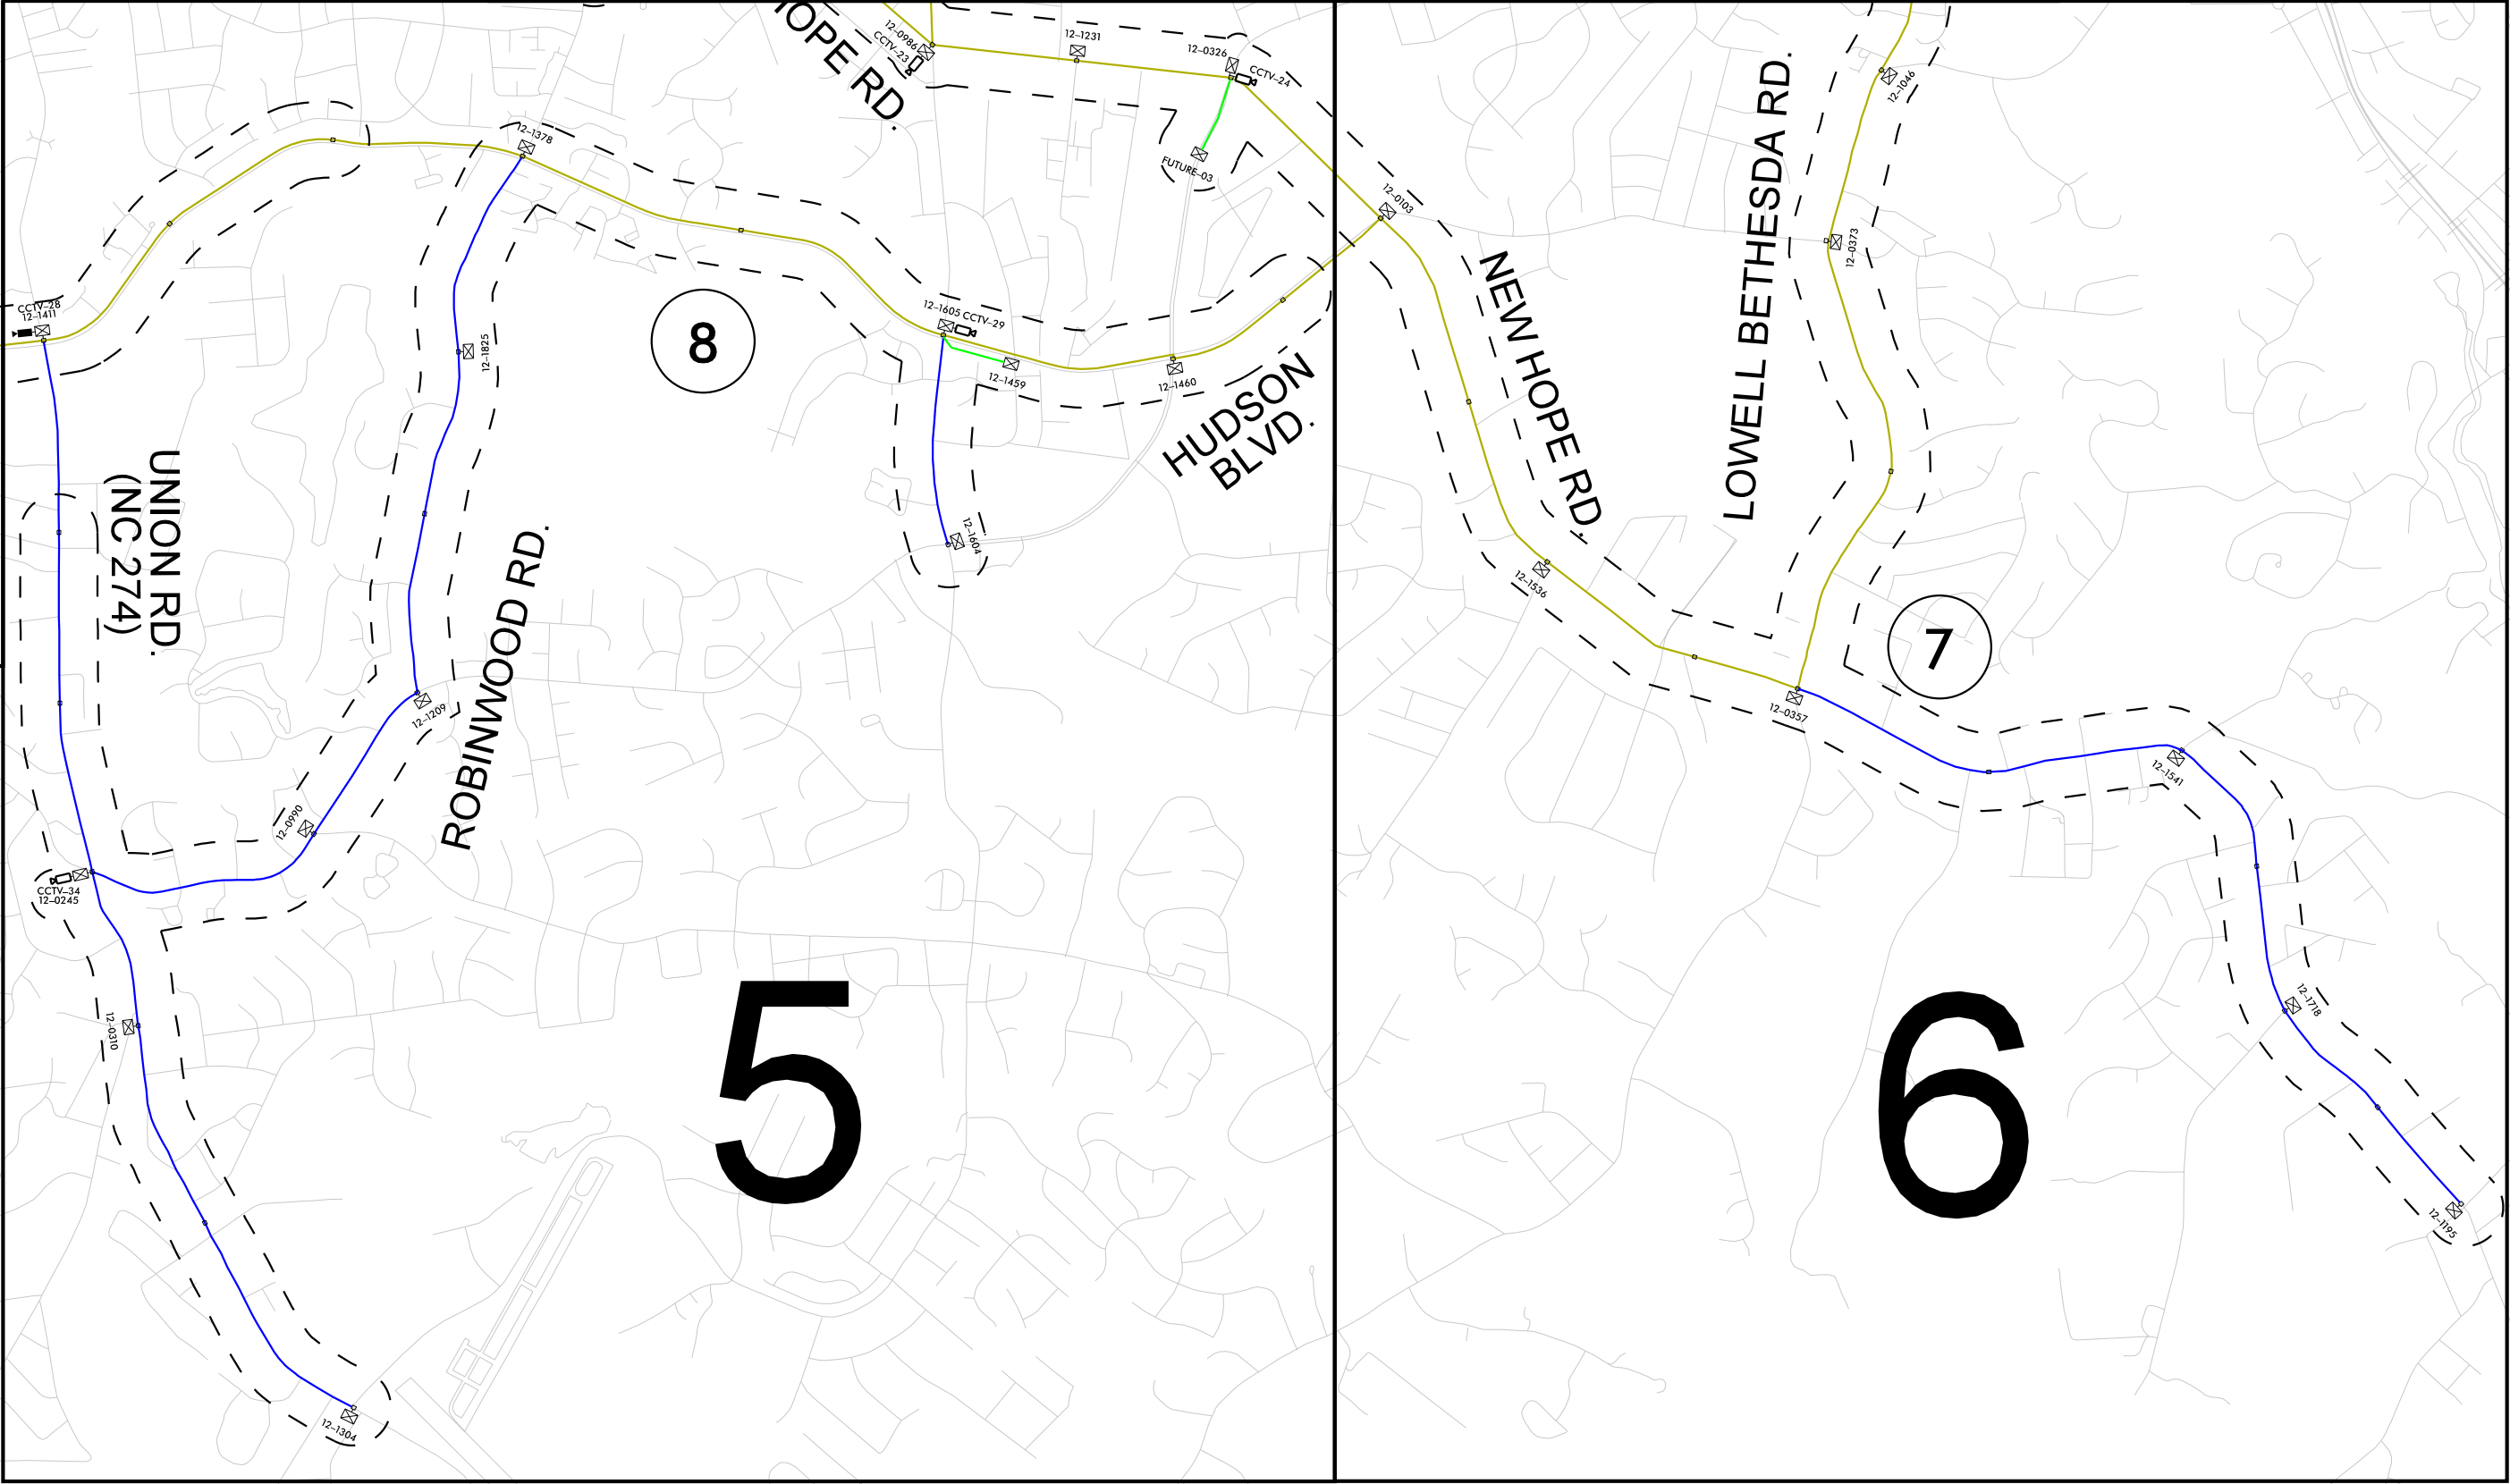 HOPE RD.
12-0986
CCTV-23
12-1231
12-0326
CCTV-24
12-1046
12-1378
FUTURE-03
12-0103
LOWELL BETHESDA RD.
12-0373
CCTV-28
12-1411
12-1825
8
12-1605 CCTV-29
12-1459
12-1460
HUDSON
BLVD.
NEW HOPE RD.
UNION RD.
(NC 274)
12-1604
12-1536
ROBINWOOD RD.
7
12-1209
12-0357
12-1541
12-0990
CCTV-34
12-0245
12-0310
5
6
12-1718
12-1195
12-1304